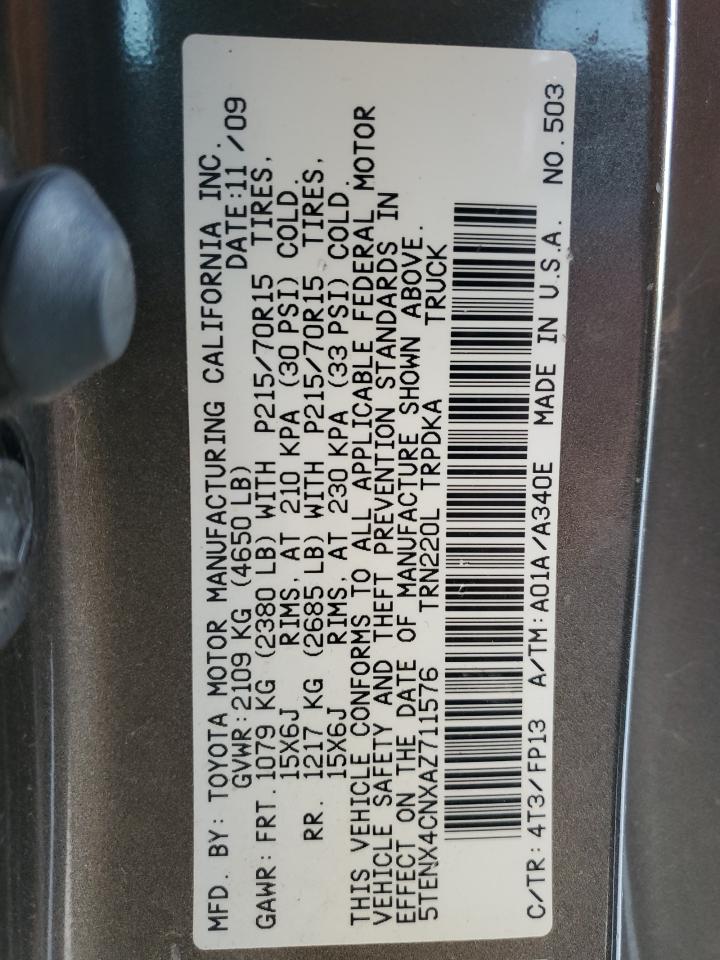 MFD. BY: TOYOTA MOTOR MANUFACTURING CALIFORNIA INC.
GVWR: 2109 KG (4650 LB) DATE: 11 /09
GAWR: FRT. 1079 KG (2380 LB) WITH P215/70R15 TIRES,
15X6J RIMS, AT 210 KPA (30 PSI) COLD.
RR. 1217 KG (2685 LB) WITH P215/70R15 TIRES,
15X6J RIMS, AT 230 KPA (33 PSI) COLD.
THIS VEHICLE CONFORMS TO ALL APPLICABLE FEDERAL MOTOR
VEHICLE SAFETY AND THEFT PREVENTION STANDARDS IN
EFFECT ON THE DATE OF MANUFACTURE SHOWN ABOVE.
5TENX4CNXAZ711576 TRN220L TRPDKA TRUCK
C/TR: 4T3/FP13 A/TM: A01A/A340E MADE IN U.S.A. NO. 503